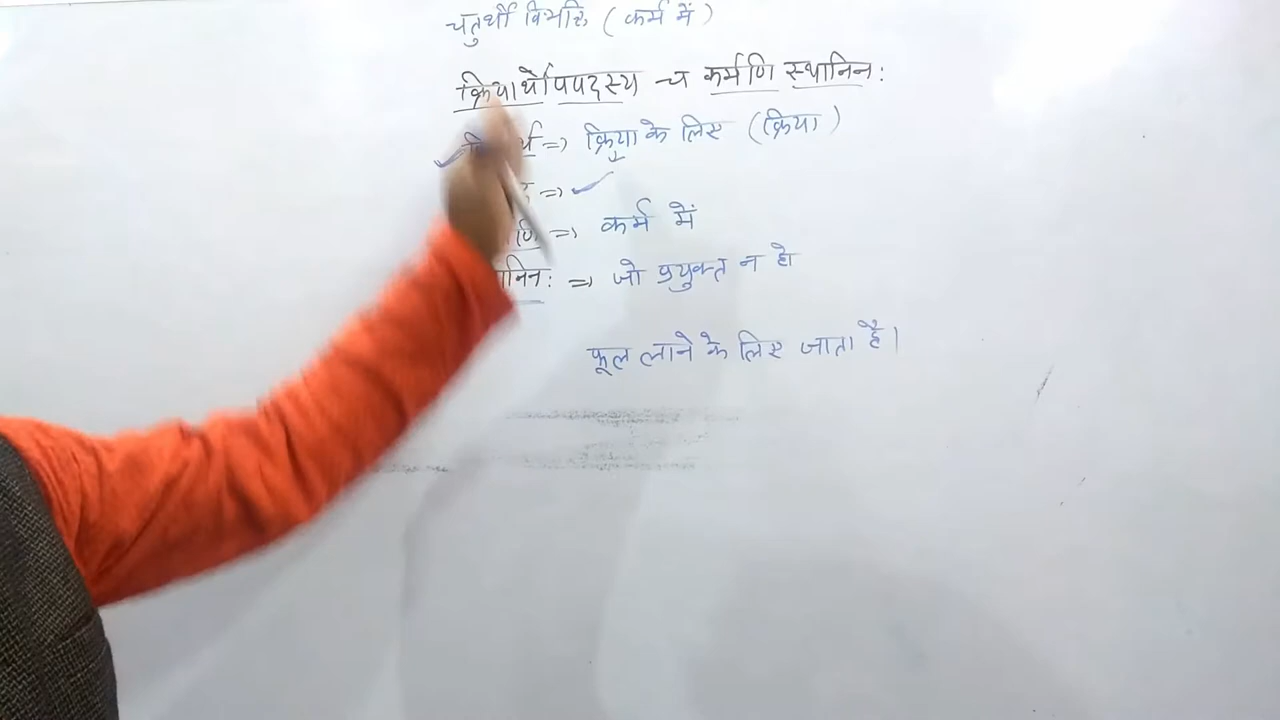 चतुर्थी विभक्ति ( कर्म में )
क्रियार्थोपपदस्य च कर्मणि स्थानिनः
=> क्रिया के लिए (क्रिया)
=> ✓
=> कर्म में
=> जो प्रयुक्त न हो
फूल लाने के लिए जाता है।